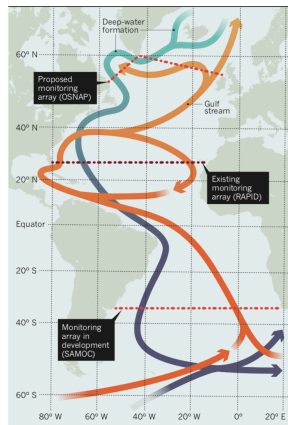 Deep-water
formation
60° N
Proposed
monitoring
array (OSNAP)
Gulf
stream
40° N
Existing
monitoring
array (RAPID)
20° N
Equator
20° S
Monitoring
array in
development
(SAMOC)
40° S
60° S
80° W 60° W 40° W 20° W 0° 20° E